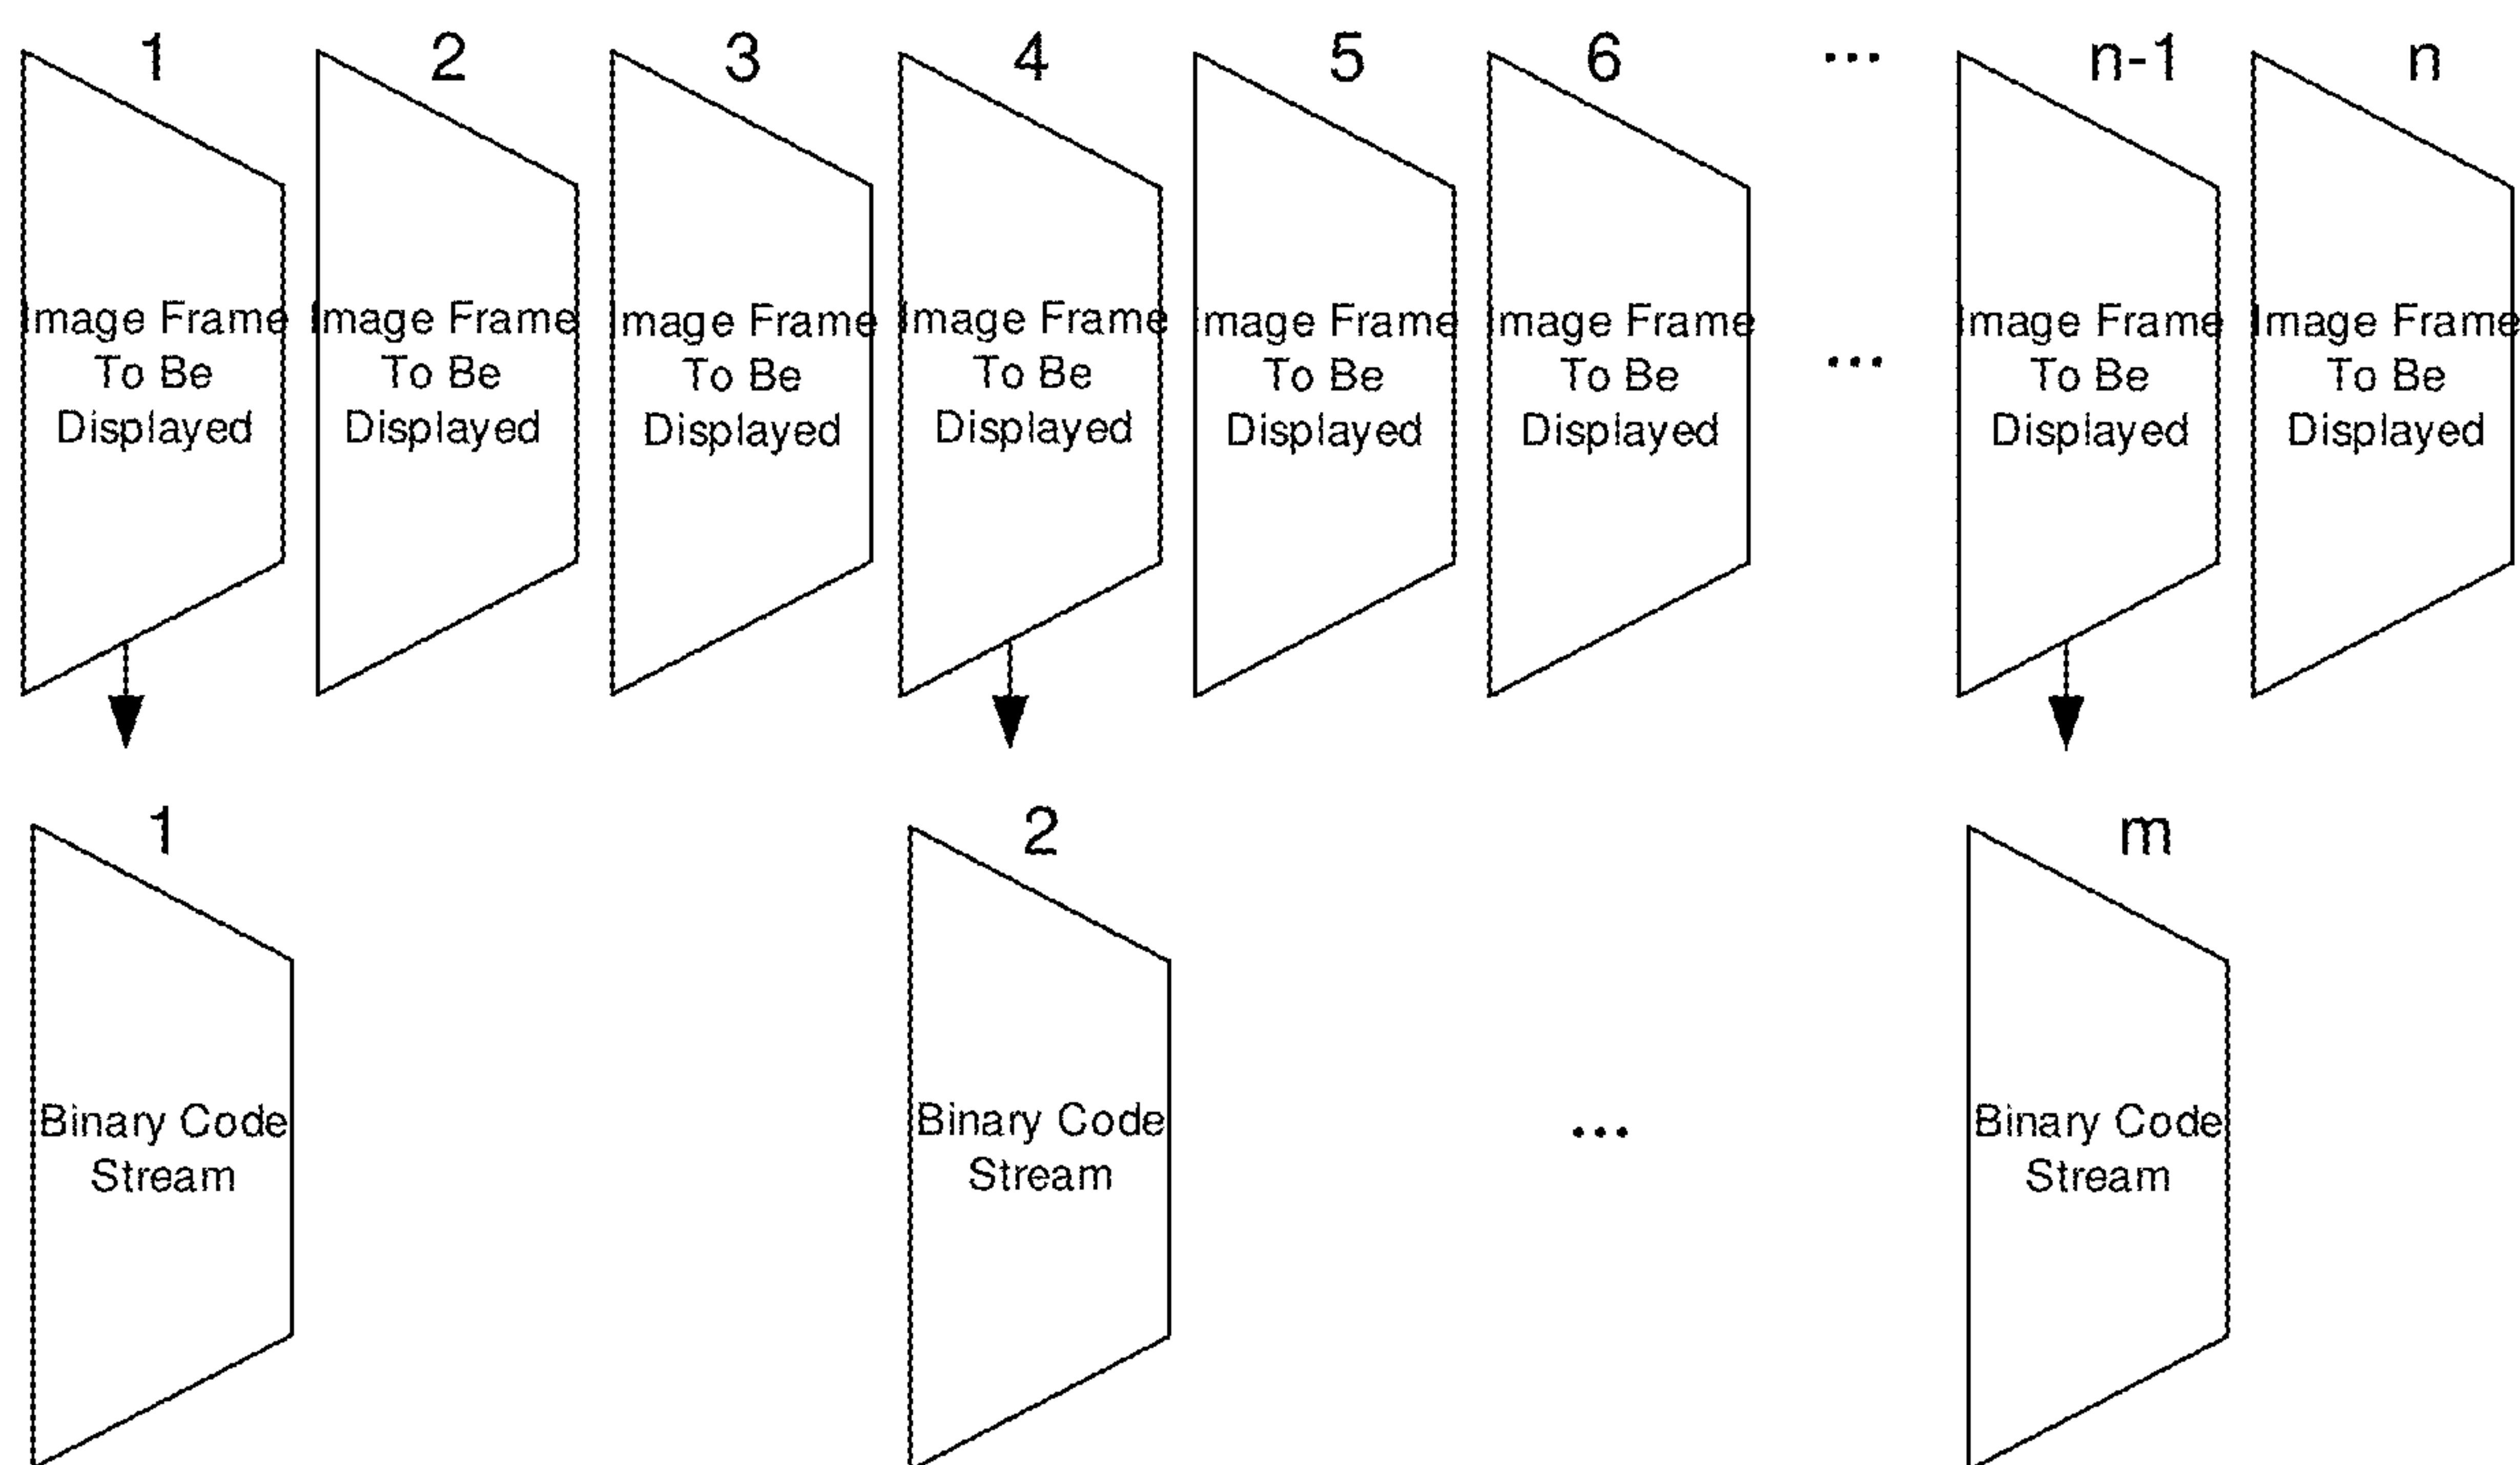 1 2 3 4 5 6 ... n-1 n
Image Frame To Be Displayed
Image Frame To Be Displayed
Image Frame To Be Displayed
Image Frame To Be Displayed
Image Frame To Be Displayed
Image Frame To Be Displayed
...
Image Frame To Be Displayed
Image Frame To Be Displayed
1 2 m
Binary Code Stream
Binary Code Stream
...
Binary Code Stream